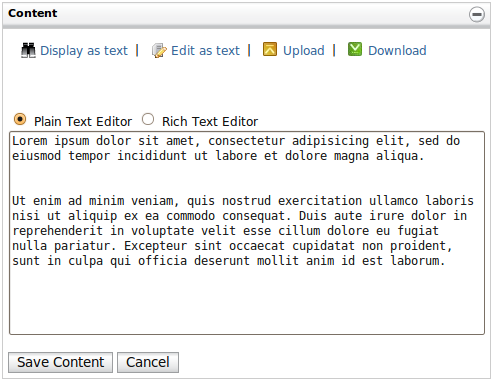 Content
Display as text | Edit as text | Upload | Download
Plain Text Editor Rich Text Editor
Lorem ipsum dolor sit amet, consectetur adipisicing elit, sed do
eiusmod tempor incididunt ut labore et dolore magna aliqua.
Ut enim ad minim veniam, quis nostrud exercitation ullamco laboris
nisi ut aliquip ex ea commodo consequat. Duis aute irure dolor in
reprehenderit in voluptate velit esse cillum dolore eu fugiat
nulla pariatur. Excepteur sint occaecat cupidatat non proident,
sunt in culpa qui officia deserunt mollit anim id est laborum.
Save Content Cancel